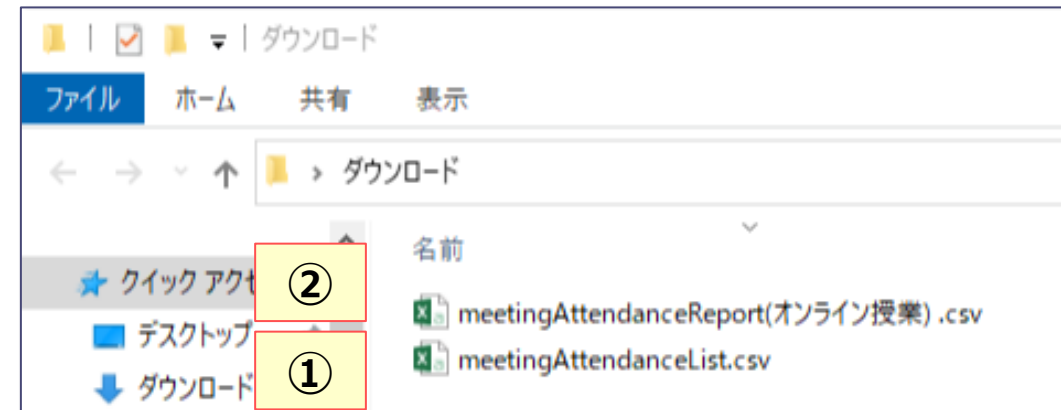 ダウンロード
ファイル ホーム 共有 表示
ダウンロード
名前
クイック アクセ
②
meetingAttendanceReport(オンライン授業) .csv
デスクトップ
①
meetingAttendanceList.csv
ダウンロード